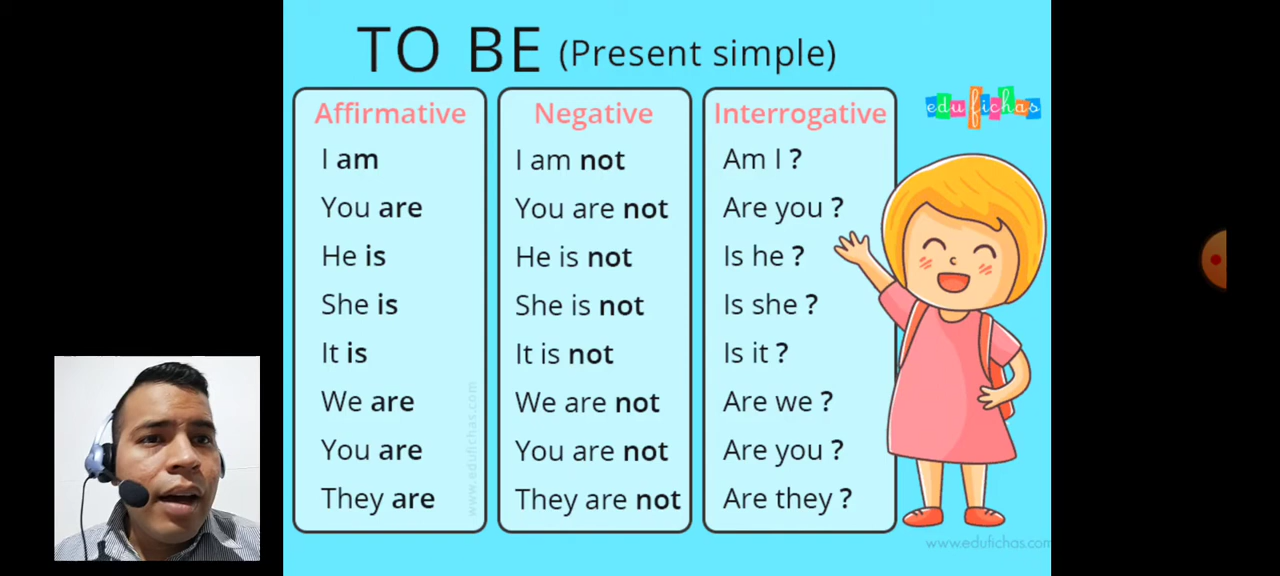 TO BE (Present simple)
Affirmative
I am
You are
He is
She is
It is
We are
You are
They are
Negative
I am not
You are not
He is not
She is not
It is not
We are not
You are not
They are not
Interrogative
Am I ?
Are you ?
Is he ?
Is she ?
Is it ?
Are we ?
Are you ?
Are they ?
edufichas
www.edufichas.com
www.edufichas.com